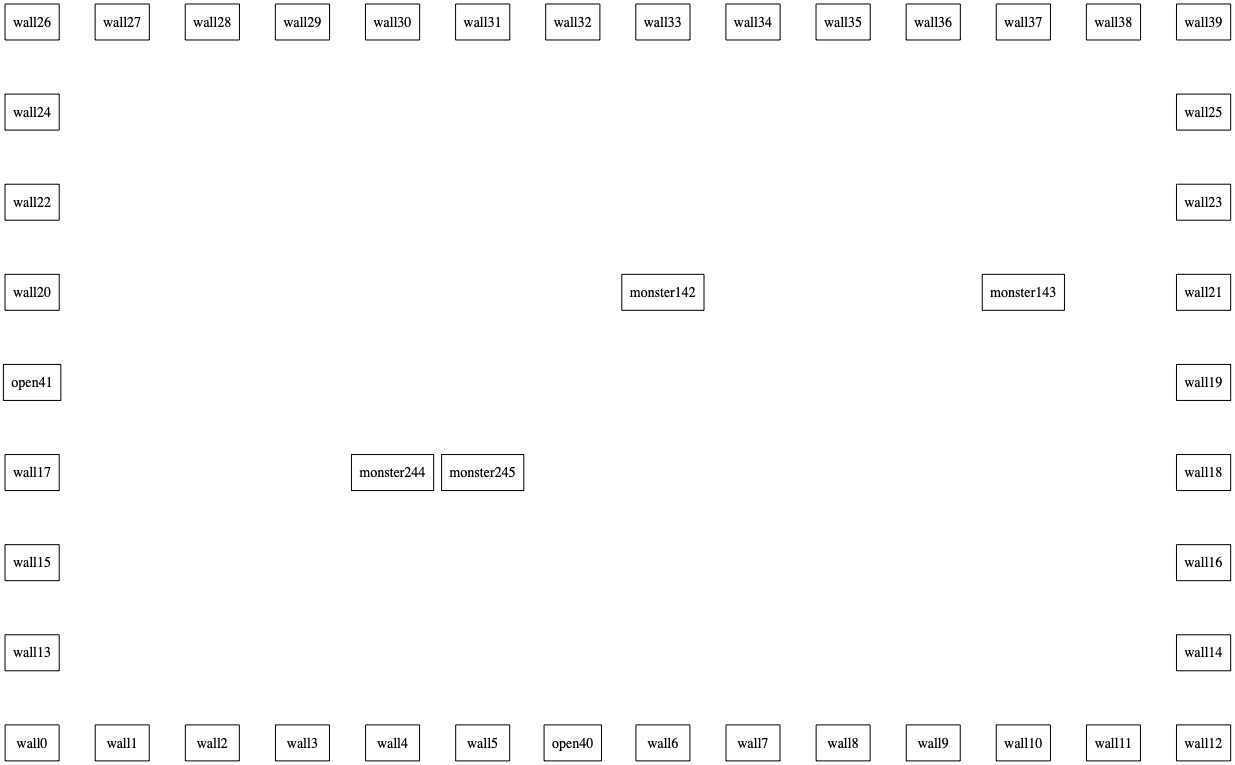 wall26 wall27 wall28 wall29 wall30 wall31 wall32 wall33 wall34 wall35 wall36 wall37 wall38 wall39
wall24 wall25
wall22 wall23
wall20 monster142 monster143 wall21
open41 wall19
wall17 monster244 monster245 wall18
wall15 wall16
wall13 wall14
wall0 wall1 wall2 wall3 wall4 wall5 open40 wall6 wall7 wall8 wall9 wall10 wall11 wall12